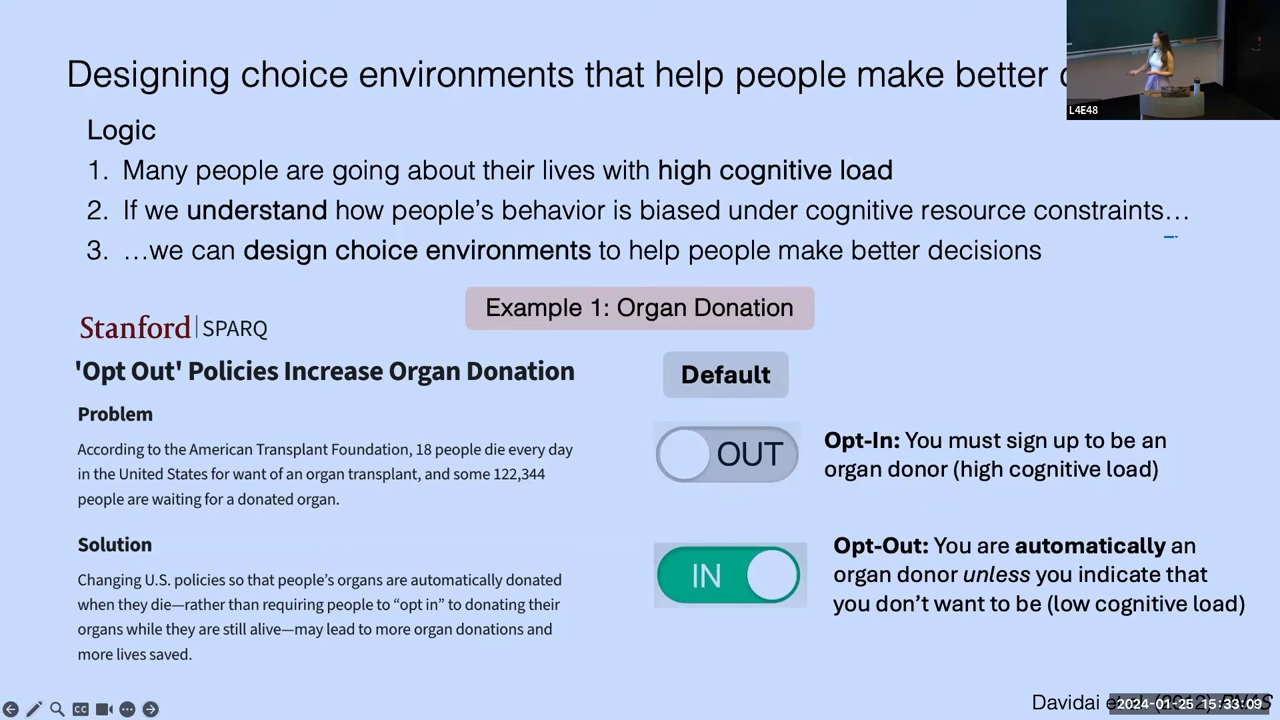 Designing choice environments that help people make better
L4E48
Logic
1. Many people are going about their lives with high cognitive load
2. If we understand how people's behavior is biased under cognitive resource constraints…
3. …we can design choice environments to help people make better decisions
Example 1: Organ Donation
Stanford | SPARQ
'Opt Out' Policies Increase Organ Donation
Problem
According to the American Transplant Foundation, 18 people die every day
in the United States for want of an organ transplant, and some 122,344
people are waiting for a donated organ.
Solution
Changing U.S. policies so that people's organs are automatically donated
when they die—rather than requiring people to “opt in” to donating their
organs while they are still alive—may lead to more organ donations and
more lives saved.
Default
OUT
Opt-In: You must sign up to be an
organ donor (high cognitive load)
IN
Opt-Out: You are automatically an
organ donor unless you indicate that
you don't want to be (low cognitive load)
CC
Davidai
2024-01-25 15:33:09